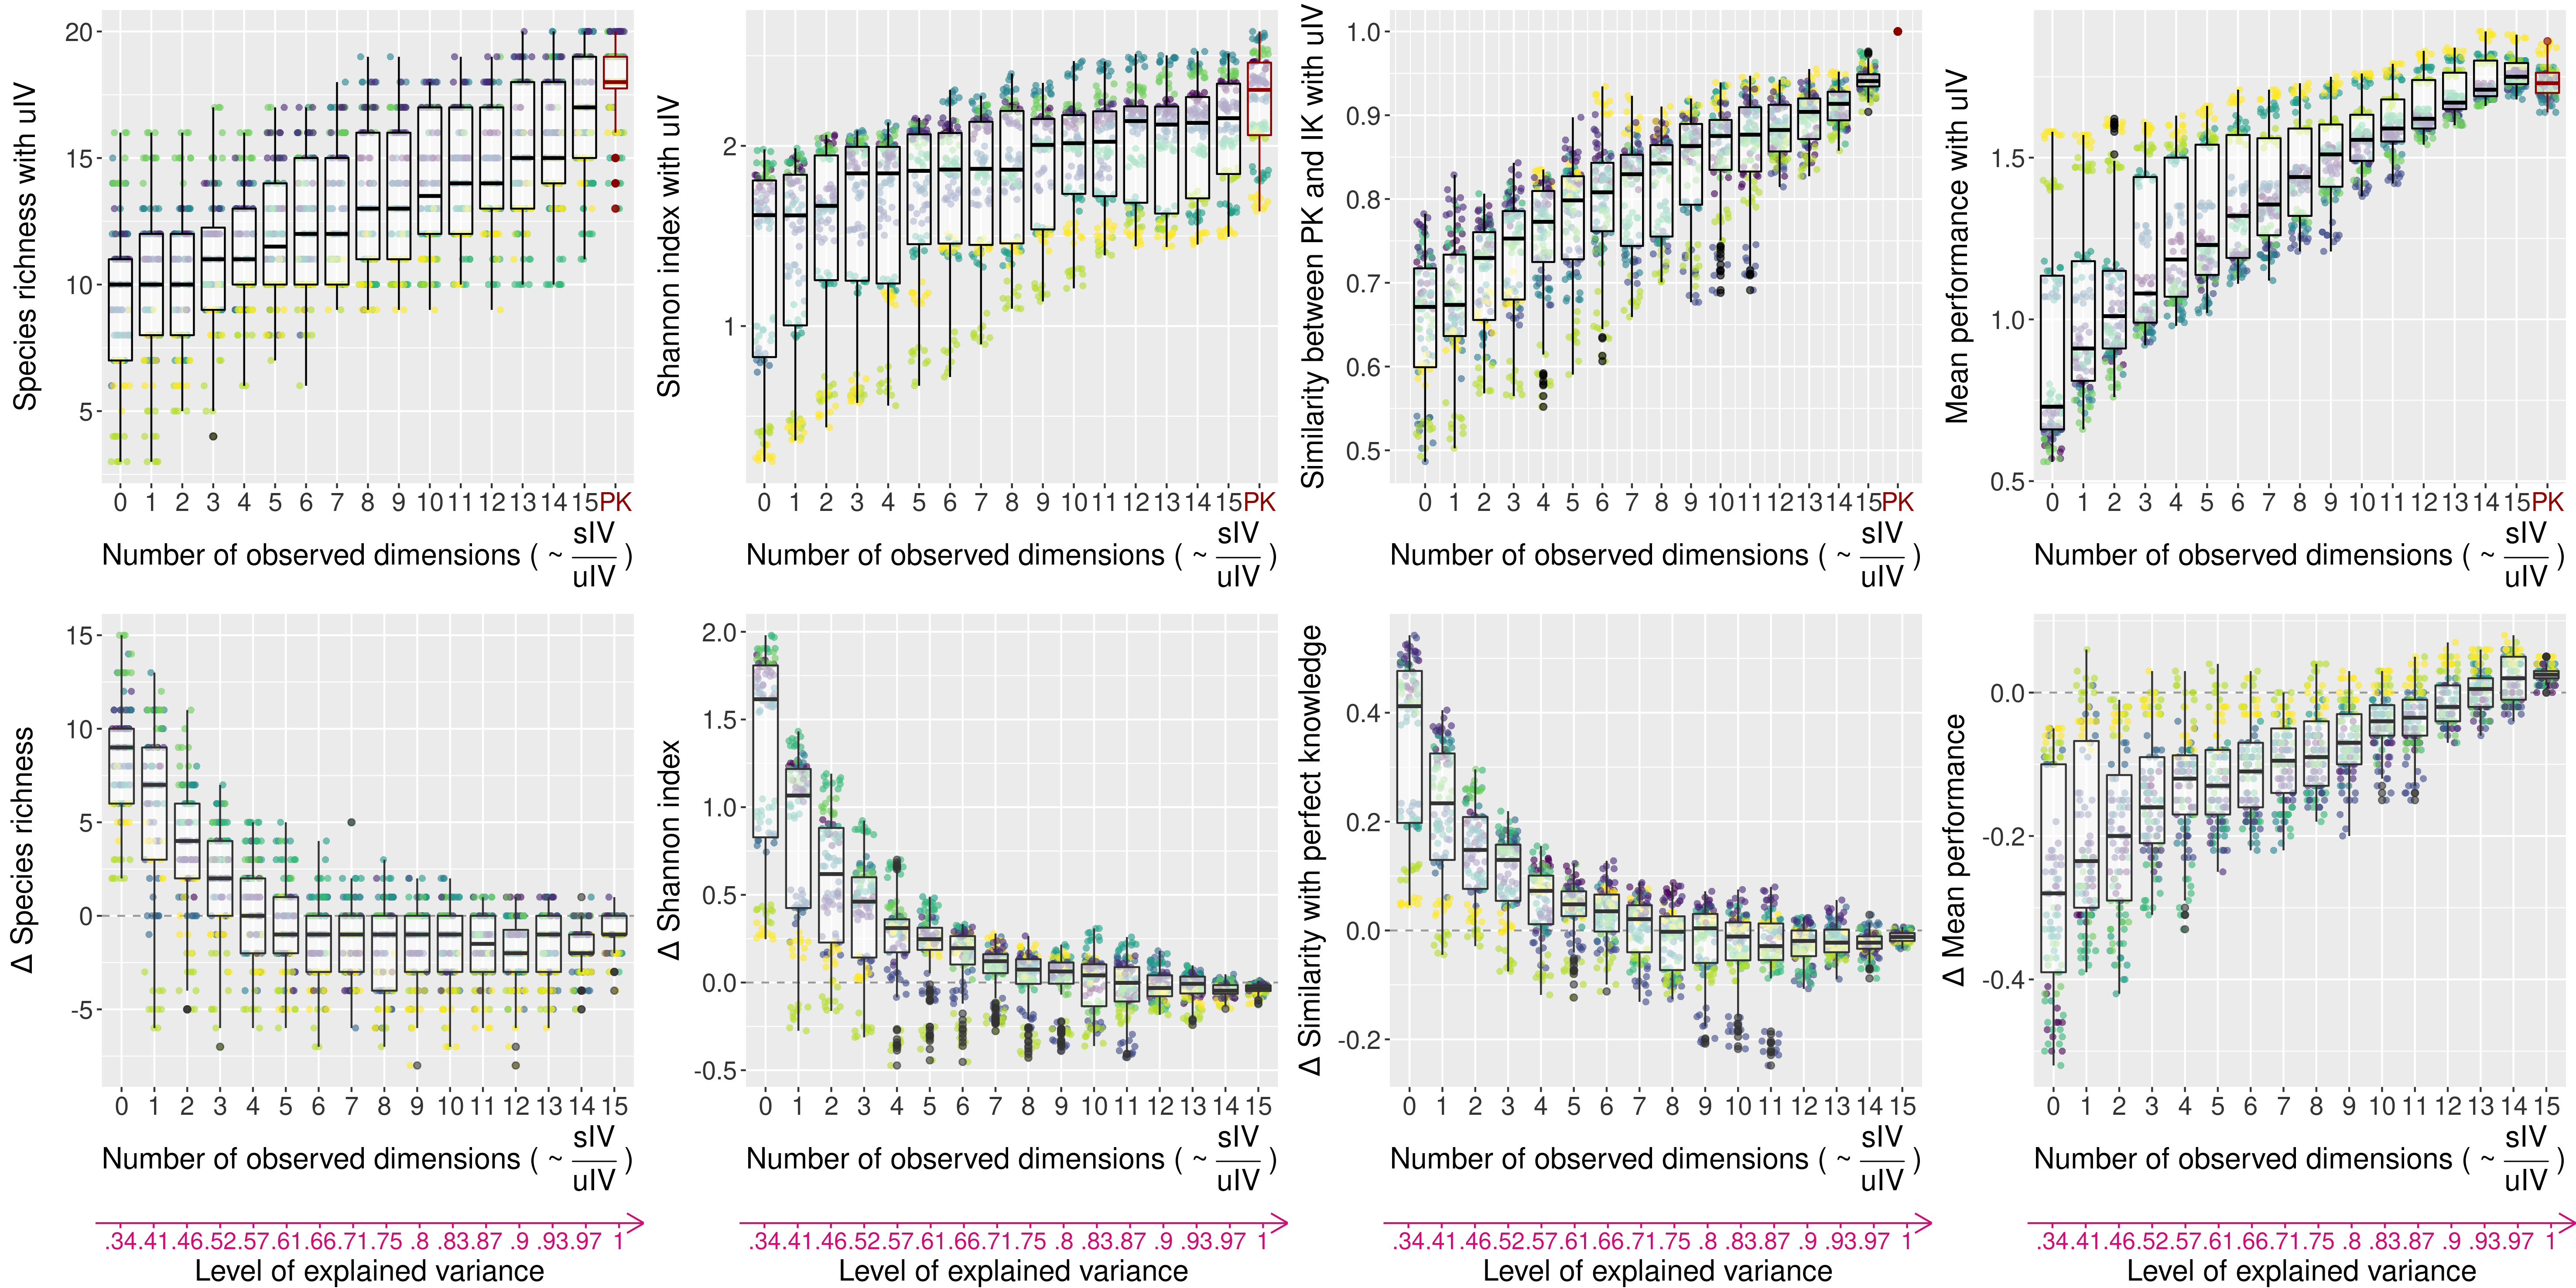 Species richness with uIV
20
15
10
5
0 1 2 3 4 5 6 7 8 9 10 11 12 13 14 15 PK
Number of observed dimensions ( ~ sIV/uIV )
Shannon index with uIV
2
1
0 1 2 3 4 5 6 7 8 9 10 11 12 13 14 15 PK
Number of observed dimensions ( ~ sIV/uIV )
Similarity between PK and IK with uIV
1.0
0.9
0.8
0.7
0.6
0.5
0 1 2 3 4 5 6 7 8 9 10 11 12 13 14 15 PK
Number of observed dimensions ( ~ sIV/uIV )
Mean performance with uIV
1.5
1.0
0.5
0 1 2 3 4 5 6 7 8 9 10 11 12 13 14 15 PK
Number of observed dimensions ( ~ sIV/uIV )
Δ Species richness
15
10
5
0
-5
0 1 2 3 4 5 6 7 8 9 10 11 12 13 14 15
Number of observed dimensions ( ~ sIV/uIV )
.34 .41 .46 .52 .57 .61 .66 .71 .75 .8 .83 .87 .9 .93 .97 1
Level of explained variance
Δ Shannon index
2.0
1.5
1.0
0.5
0.0
-0.5
0 1 2 3 4 5 6 7 8 9 10 11 12 13 14 15
Number of observed dimensions ( ~ sIV/uIV )
.34 .41 .46 .52 .57 .61 .66 .71 .75 .8 .83 .87 .9 .93 .97 1
Level of explained variance
Δ Similarity with perfect knowledge
0.4
0.2
0.0
-0.2
0 1 2 3 4 5 6 7 8 9 10 11 12 13 14 15
Number of observed dimensions ( ~ sIV/uIV )
.34 .41 .46 .52 .57 .61 .66 .71 .75 .8 .83 .87 .9 .93 .97 1
Level of explained variance
Δ Mean performance
0.0
-0.2
-0.4
0 1 2 3 4 5 6 7 8 9 10 11 12 13 14 15
Number of observed dimensions ( ~ sIV/uIV )
.34 .41 .46 .52 .57 .61 .66 .71 .75 .8 .83 .87 .9 .93 .97 1
Level of explained variance